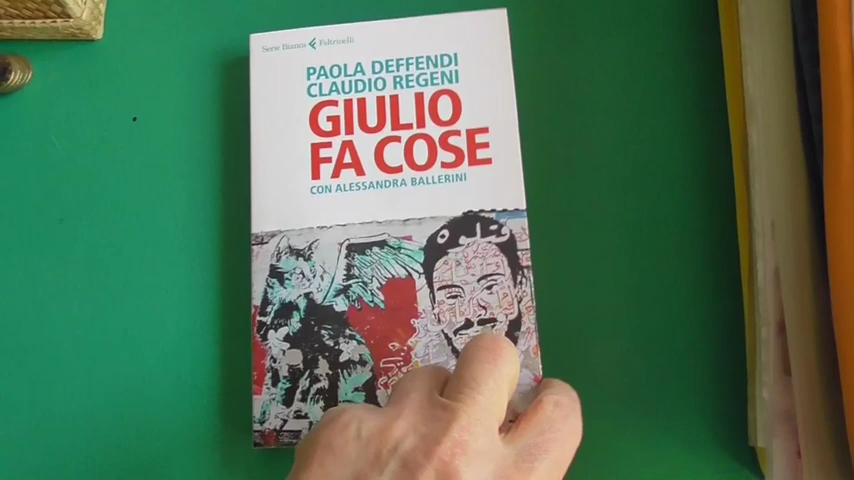 Serie Bianca Feltrinelli
PAOLA DEFFENDI
CLAUDIO REGENI
GIULIO
FA COSE
CON ALESSANDRA BALLERINI